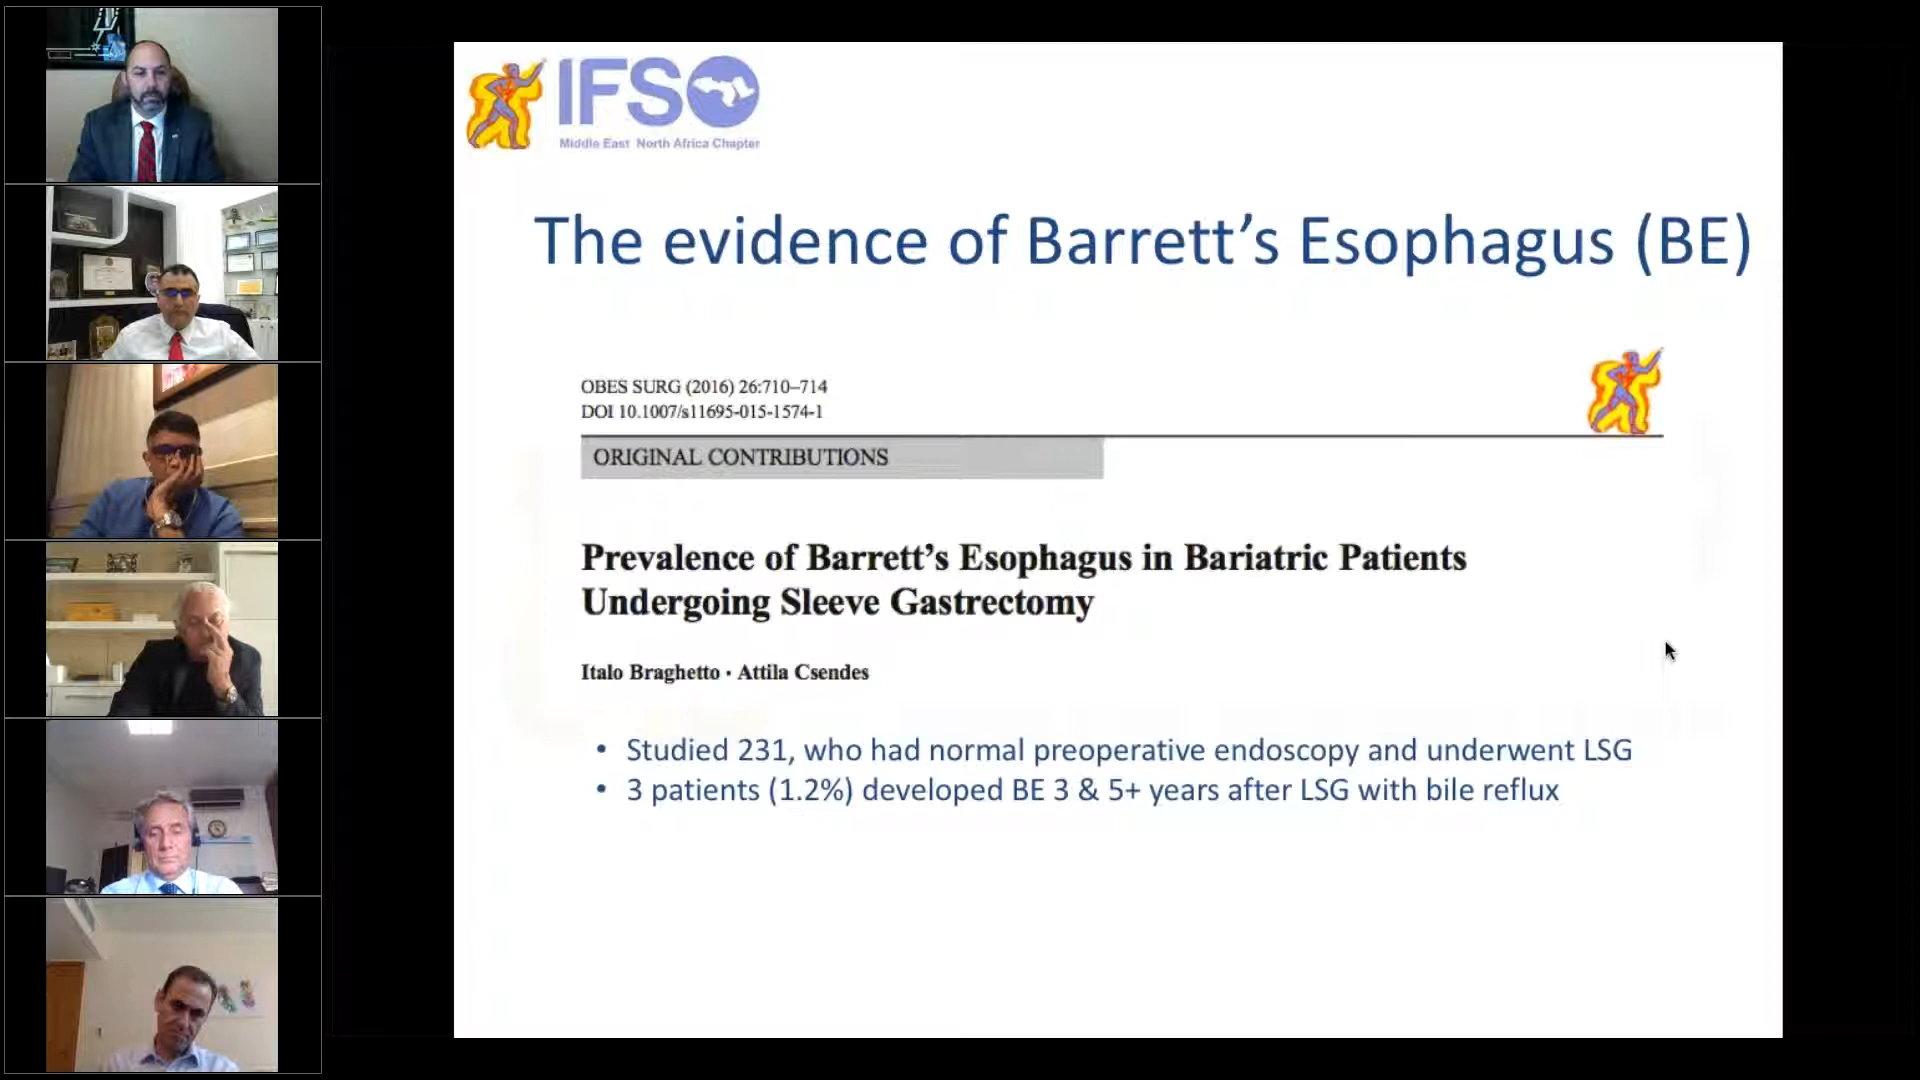 IFSO
Middle East North Africa Chapter
The evidence of Barrett’s Esophagus (BE)
OBES SURG (2016) 26:710–714
DOI 10.1007/s11695-015-1574-1
ORIGINAL CONTRIBUTIONS
Prevalence of Barrett’s Esophagus in Bariatric Patients
Undergoing Sleeve Gastrectomy
Italo Braghetto · Attila Csendes
• Studied 231, who had normal preoperative endoscopy and underwent LSG
• 3 patients (1.2%) developed BE 3 & 5+ years after LSG with bile reflux